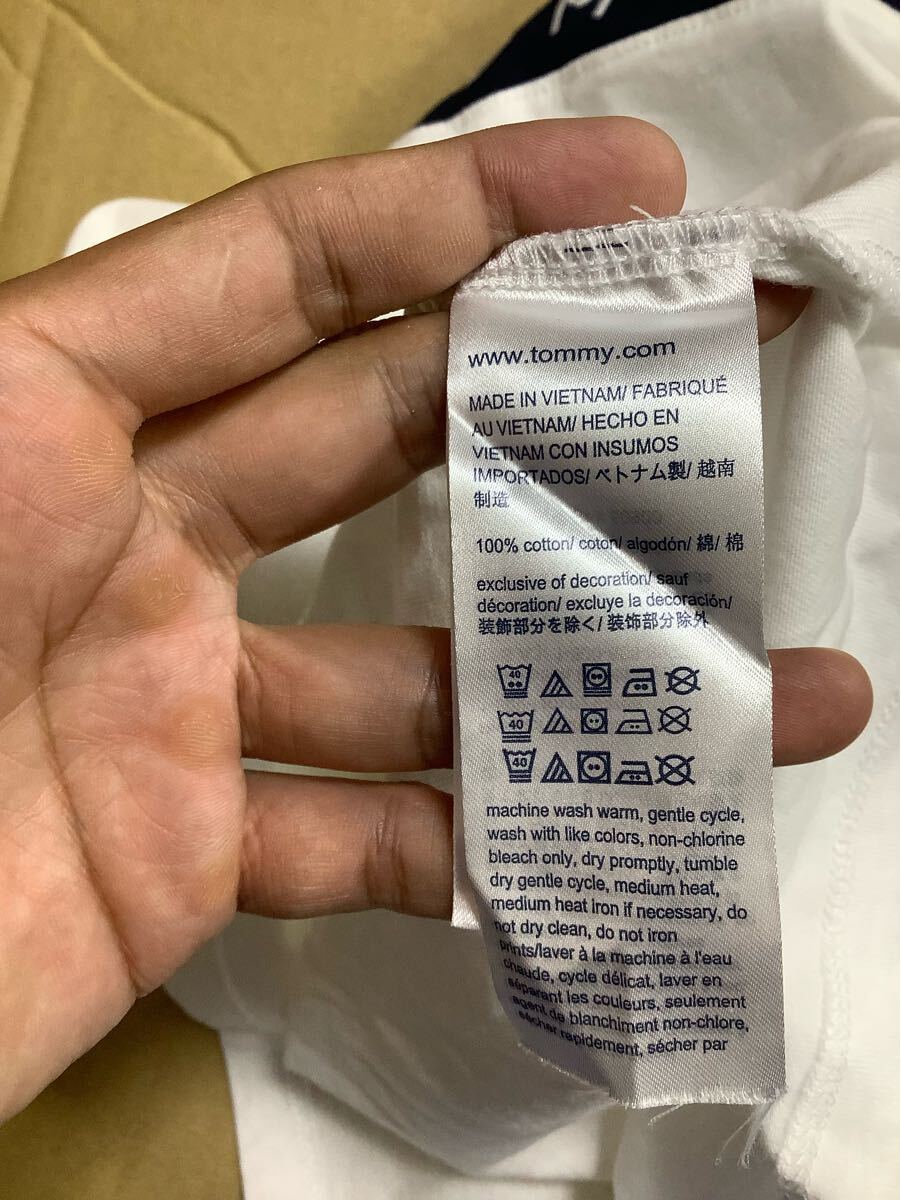 www.tommy.com
MADE IN VIETNAM/ FABRIQUÉ
AU VIETNAM/ HECHO EN
VIETNAM CON INSUMOS
IMPORTADOS/ ベトナム製/ 越南
制造
100% cotton/ coton/ algodón/ 綿/ 棉
exclusive of decoration/ sauf
décoration/ excluye la decoración/
装飾部分を除く/ 装饰部分除外
40
40
40
machine wash warm, gentle cycle,
wash with like colors, non-chlorine
bleach only, dry promptly, tumble
dry gentle cycle, medium heat,
medium heat iron if necessary, do
not dry clean, do not iron
prints/laver à la machine à l'eau
chaude, cycle délicat, laver en
séparant les couleurs, seulement
agent de blanchiment non-chlore,
sécher rapidement, sécher par